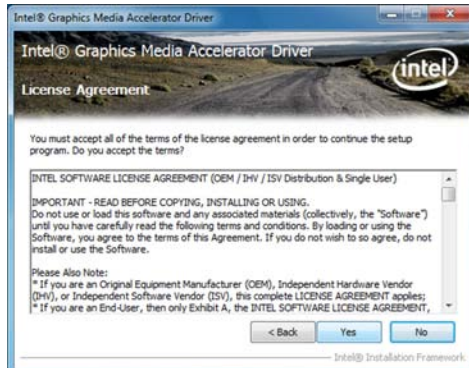 Intel® Graphics Media Accelerator Driver
Intel® Graphics Media Accelerator Driver
(intel)
License Agreement
You must accept all of the terms of the license agreement in order to continue the setup
program. Do you accept the terms?
INTEL SOFTWARE LICENSE AGREEMENT (OEM / IHV / ISV Distribution & Single User)
IMPORTANT - READ BEFORE COPYING, INSTALLING OR USING.
Do not use or load this software and any associated materials (collectively, the "Software")
until you have carefully read the following terms and conditions. By loading or using the
Software, you agree to the terms of this Agreement. If you do not wish to so agree, do not
install or use the Software.
Please Also Note:
* If you are an Original Equipment Manufacturer (OEM), Independent Hardware Vendor
(IHV), or Independent Software Vendor (ISV), this complete LICENSE AGREEMENT applies;
* If you are an End-User, then only Exhibit A, the INTEL SOFTWARE LICENSE AGREEMENT,
< Back Yes No
Intel® Installation Framework